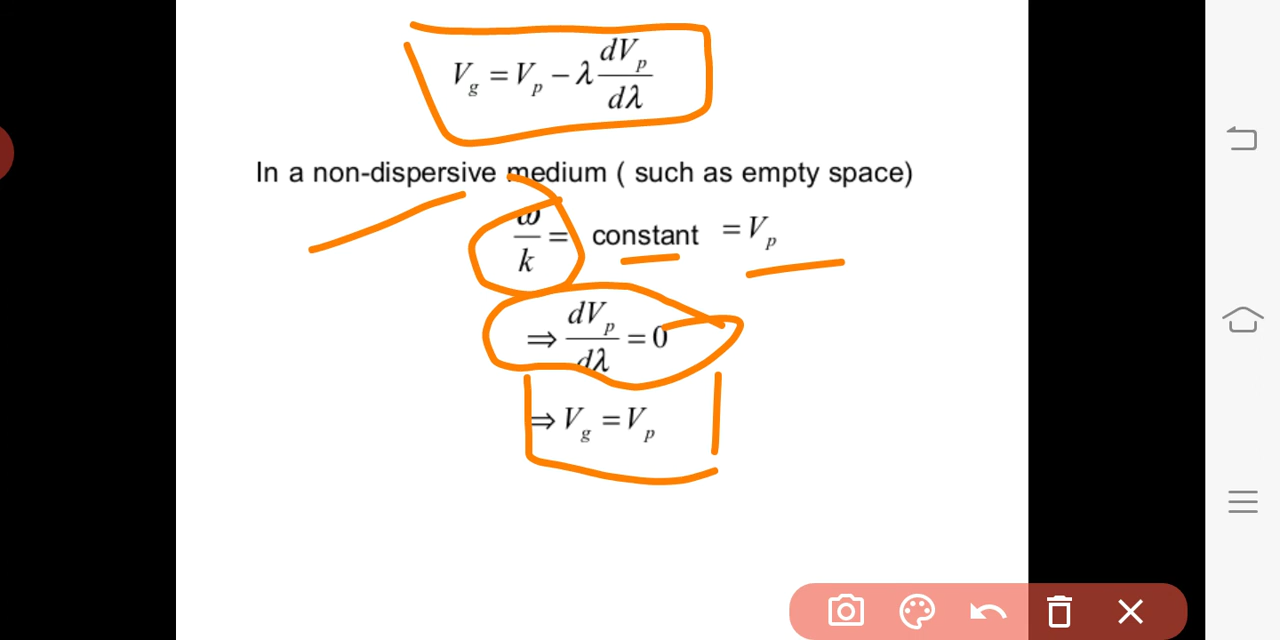 V_g = V_p − λ dV_p/dλ
In a non-dispersive medium ( such as empty space)
ω/k = constant = V_p
⇒ dV_p/dλ = 0
⇒ V_g = V_p